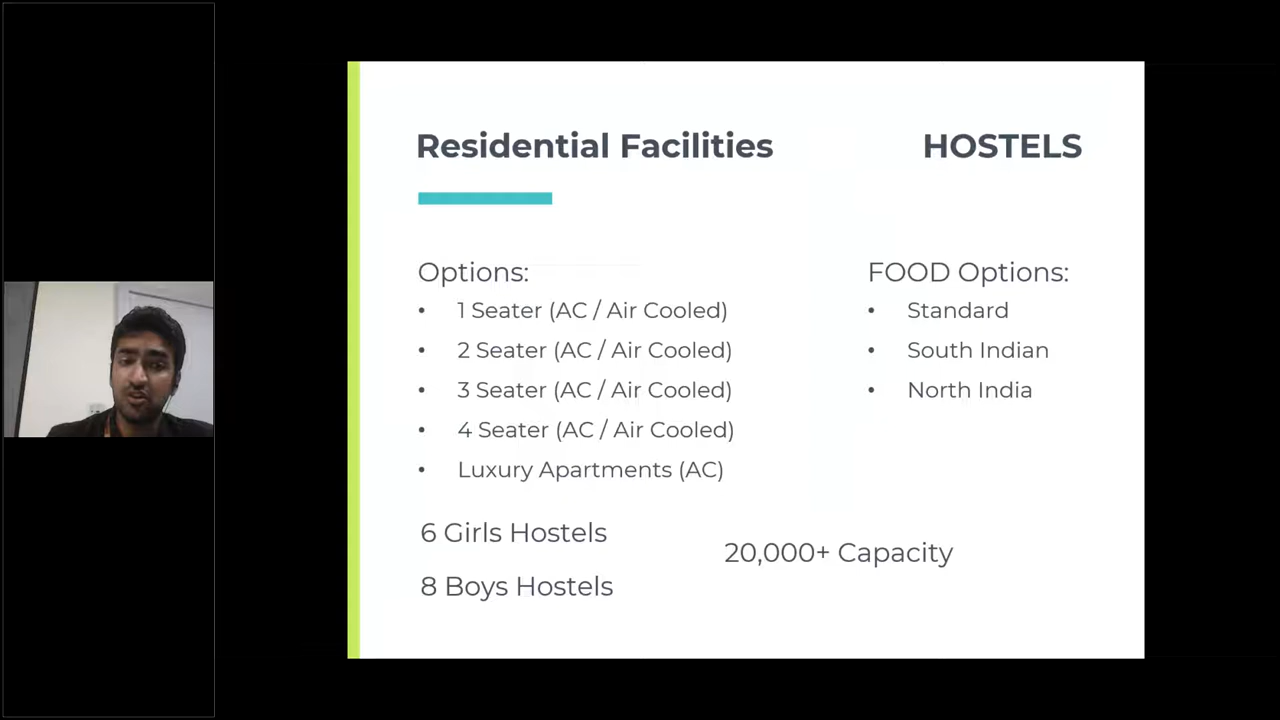 Residential Facilities
HOSTELS
Options:
• 1 Seater (AC / Air Cooled)
• 2 Seater (AC / Air Cooled)
• 3 Seater (AC / Air Cooled)
• 4 Seater (AC / Air Cooled)
• Luxury Apartments (AC)
FOOD Options:
• Standard
• South Indian
• North India
6 Girls Hostels
8 Boys Hostels
20,000+ Capacity